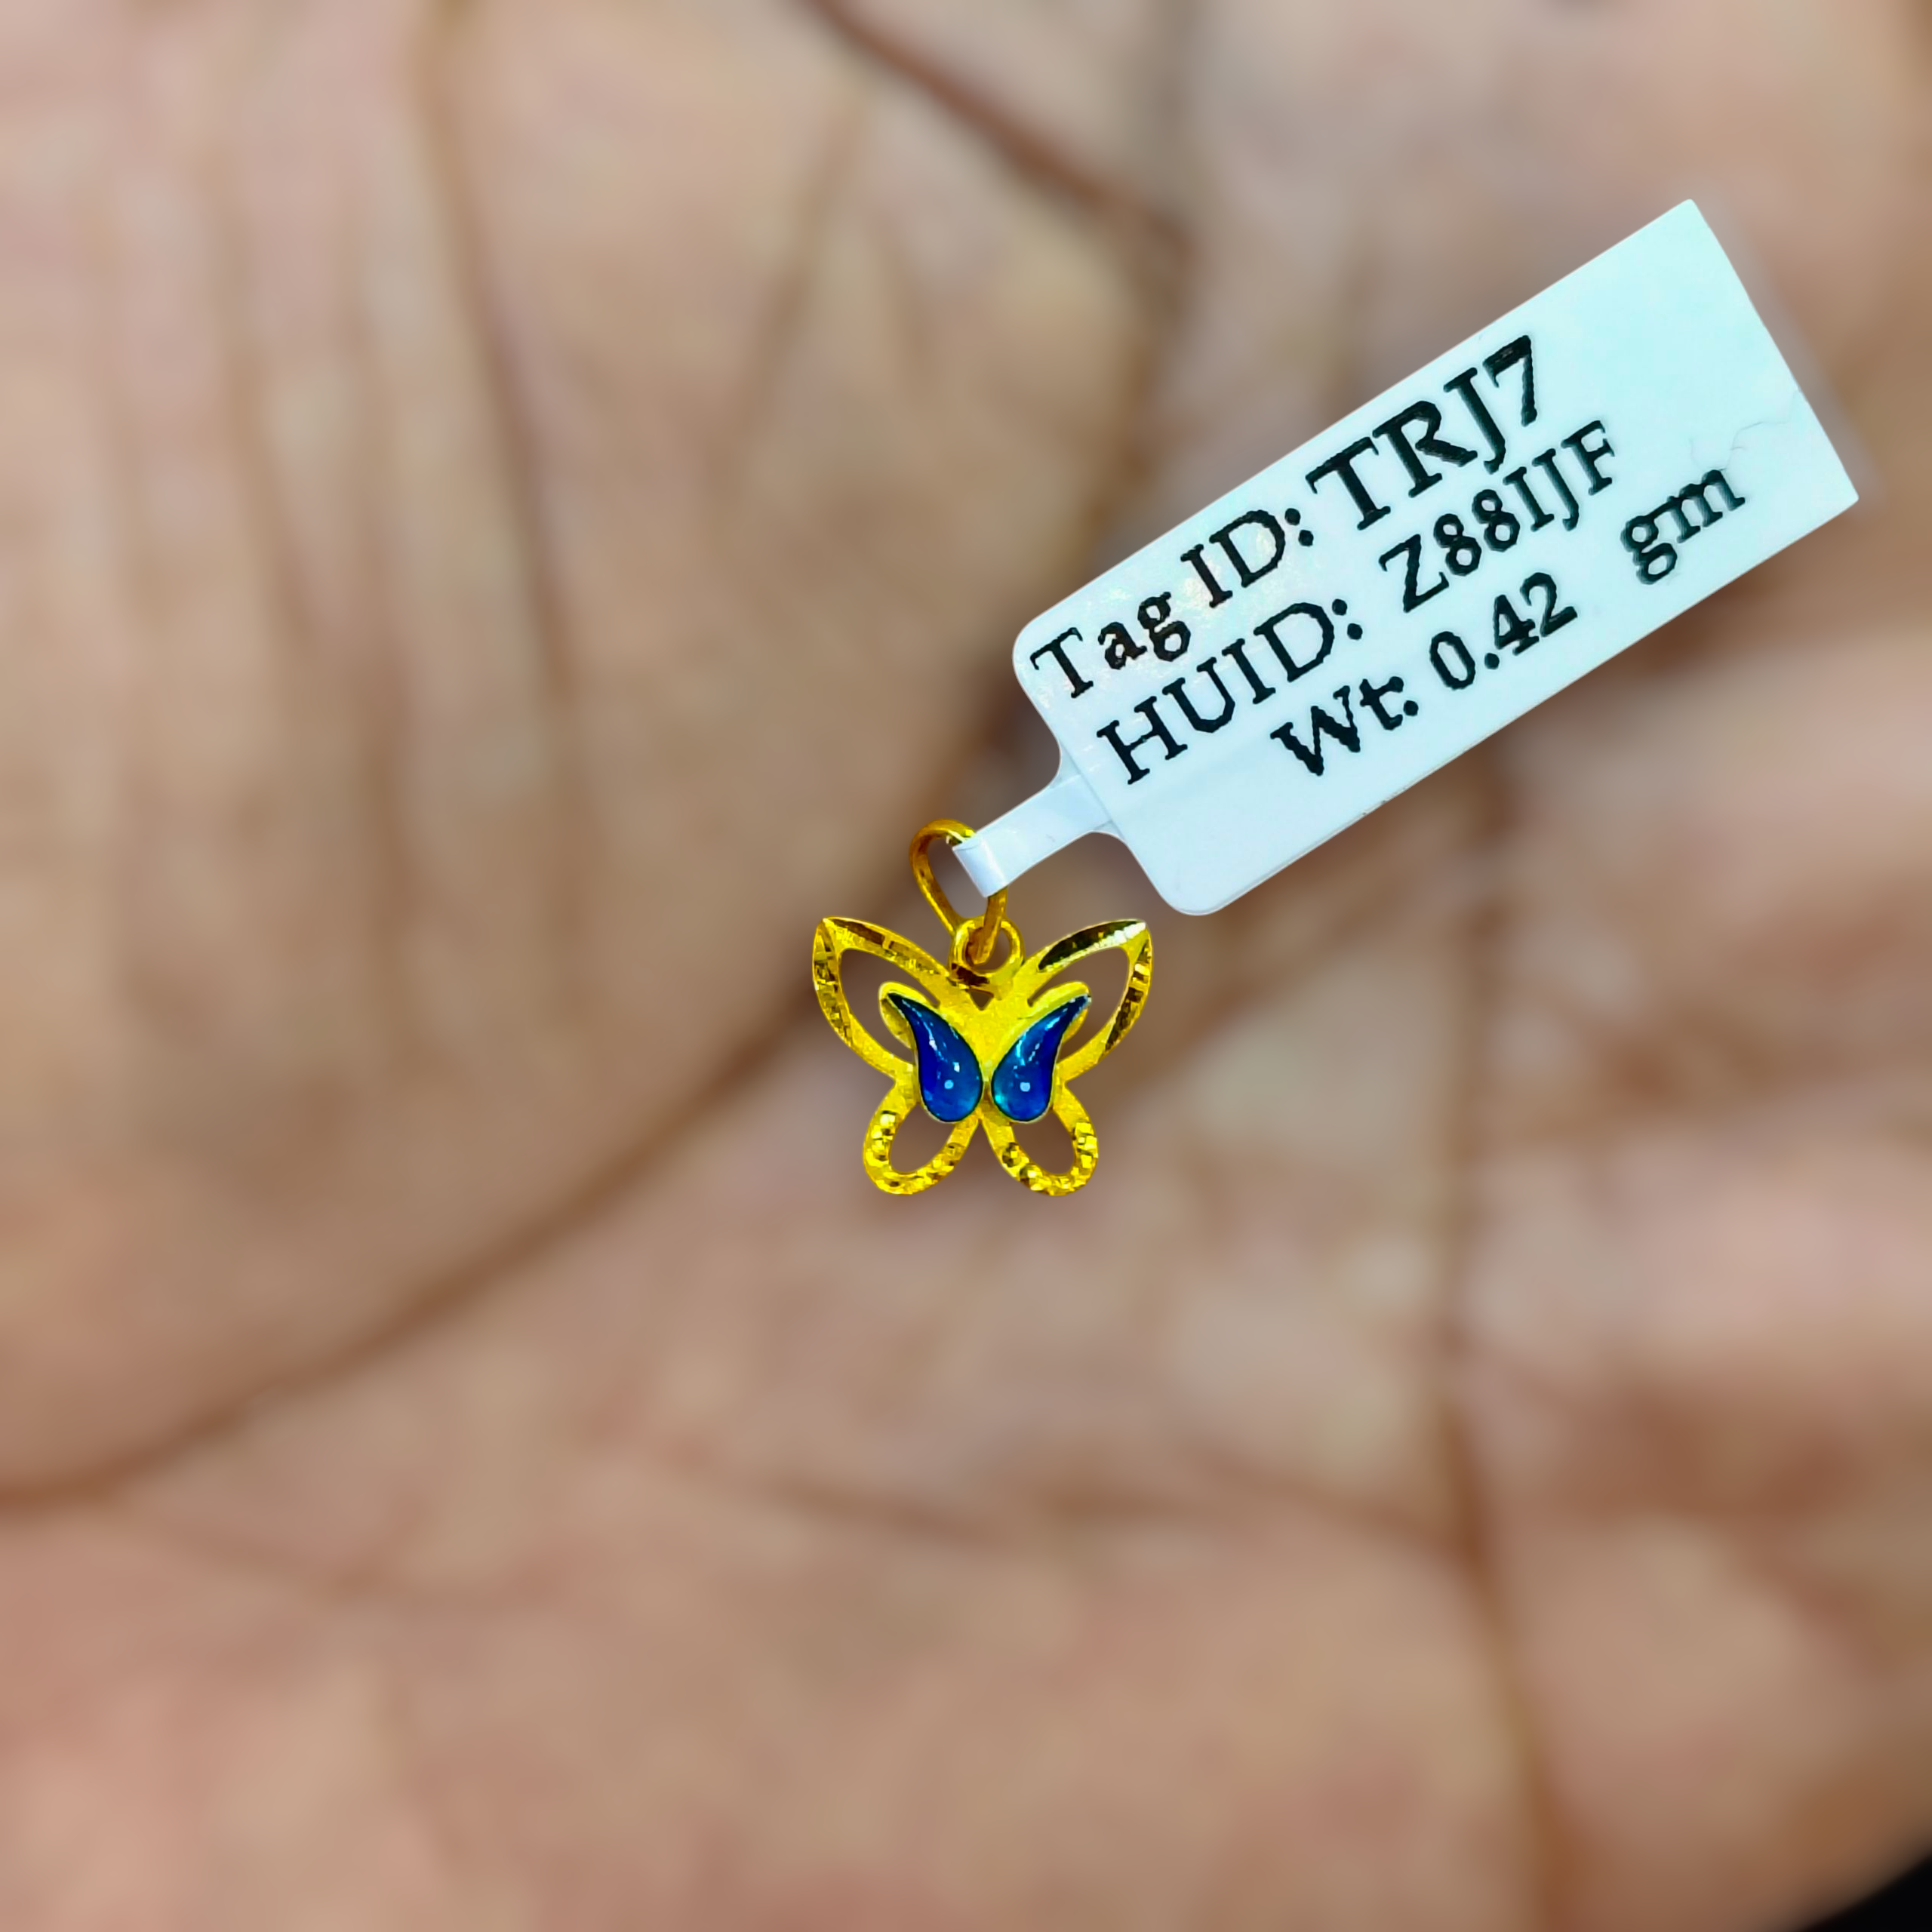 Tag ID: TRJ7
HUID: Z88IJF
Wt: 0.42 gm